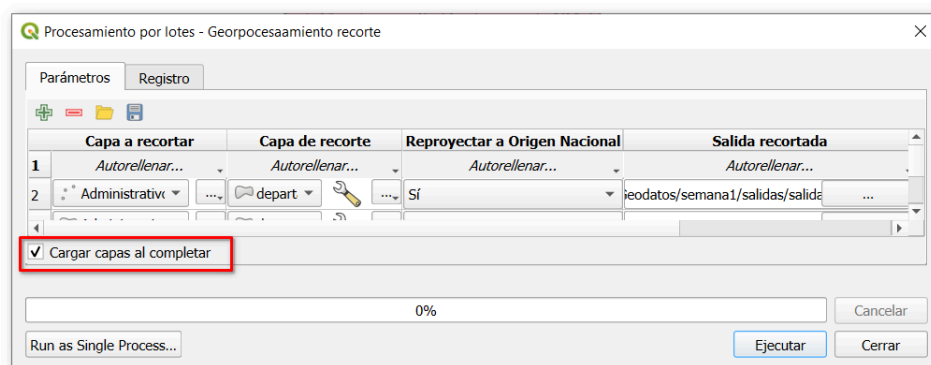 Procesamiento por lotes - Georpocesaamiento recorte
Parámetros Registro
Capa a recortar Capa de recorte Reproyectar a Origen Nacional Salida recortada
1 Autorellenar... Autorellenar... Autorellenar... Autorellenar...
2 Administrativo ... depart ... Sí Geodatos/semana1/salidas/salida ...
Cargar capas al completar
0%
Cancelar
Run as Single Process... Ejecutar Cerrar